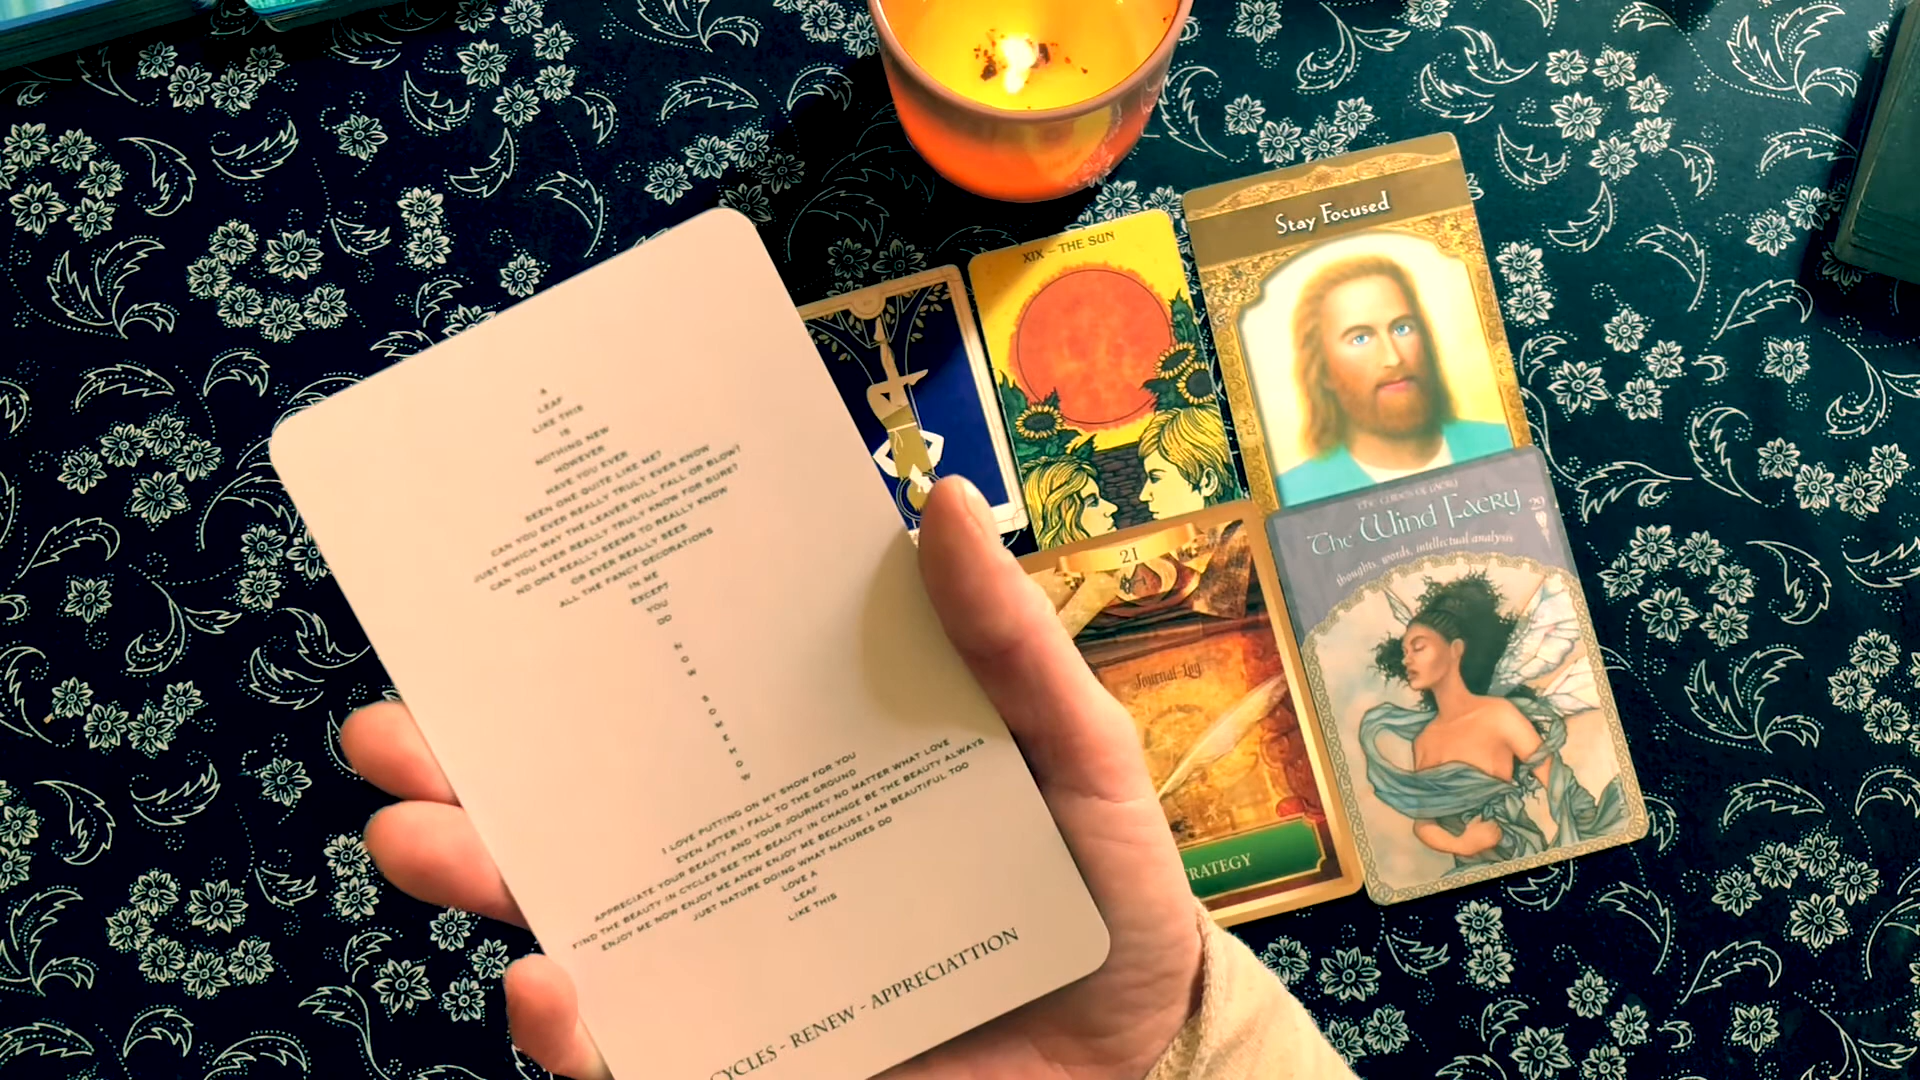 A
LEAF
LIKE THIS
IS
NOTHING NEW
HOWEVER
HAVE YOU EVER
SEEN ONE QUITE LIKE ME?
CAN YOU EVER REALLY TRULY EVER KNOW
JUST WHICH WAY THE LEAVES WILL FALL OR BLOW?
CAN YOU EVER REALLY TRULY KNOW FOR SURE?
NO ONE REALLY SEEMS TO REALLY KNOW
OR EVER REALLY SEES
ALL THE FANCY DECORATIONS
IN ME
EXCEPT
YOU
DO
NOW
SOMEHOW
I LOVE PUTTING ON MY SHOW FOR YOU
EVEN AFTER I FALL TO THE GROUND
APPRECIATE YOUR BEAUTY AND YOUR JOURNEY NO MATTER WHAT LOVE
FIND THE BEAUTY IN CYCLES SEE THE BEAUTY IN CHANGE BE THE BEAUTY ALWAYS
ENJOY ME NOW ENJOY ME ANEW ENJOY ME BECAUSE I AM BEAUTIFUL TOO
JUST NATURE DOING WHAT NATURES DO
LOVE A
LEAF
LIKE THIS
CYCLES - RENEW - APPRECIATTION
XIX - THE SUN
Stay Focused
21
Journal-Log
TRATEGY
THE GUIDES OF FAERY
The Wind Faery 29
thoughts, words, intellectual analysis